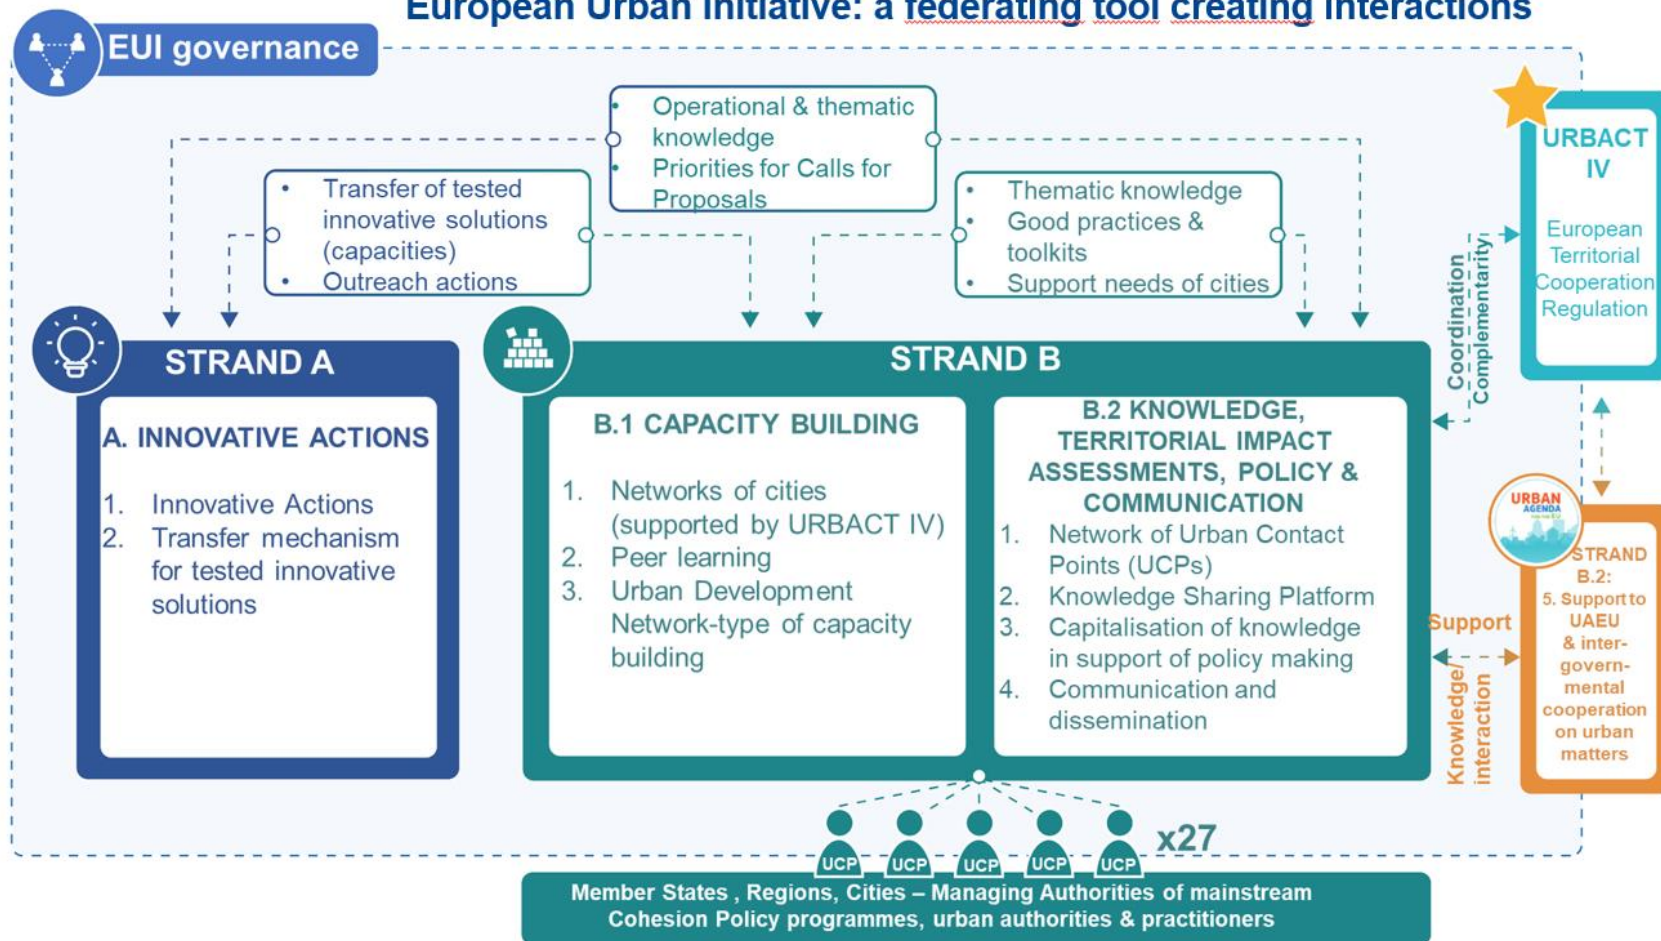 European Urban Initiative: a federating tool creating interactions
EUI governance
• Operational & thematic
knowledge
• Priorities for Calls for
Proposals
• Transfer of tested
innovative solutions
(capacities)
• Outreach actions
• Thematic knowledge
• Good practices &
toolkits
• Support needs of cities
STRAND A
A. INNOVATIVE ACTIONS
1. Innovative Actions
2. Transfer mechanism
for tested innovative
solutions
STRAND B
B.1 CAPACITY BUILDING
1. Networks of cities
(supported by URBACT IV)
2. Peer learning
3. Urban Development
Network-type of capacity
building
B.2 KNOWLEDGE,
TERRITORIAL IMPACT
ASSESSMENTS, POLICY &
COMMUNICATION
1. Network of Urban Contact
Points (UCPs)
2. Knowledge Sharing Platform
3. Capitalisation of knowledge
in support of policy making
4. Communication and
dissemination
Coordination
Complementarity
URBACT
IV
European
Territorial
Cooperation
Regulation
Support
Knowledge/
interaction
URBAN
AGENDA
STRAND
B.2:
5. Support to
UAEU
& inter-
govern-
mental
cooperation
on urban
matters
UCP UCP UCP UCP UCP
x27
Member States , Regions, Cities – Managing Authorities of mainstream
Cohesion Policy programmes, urban authorities & practitioners